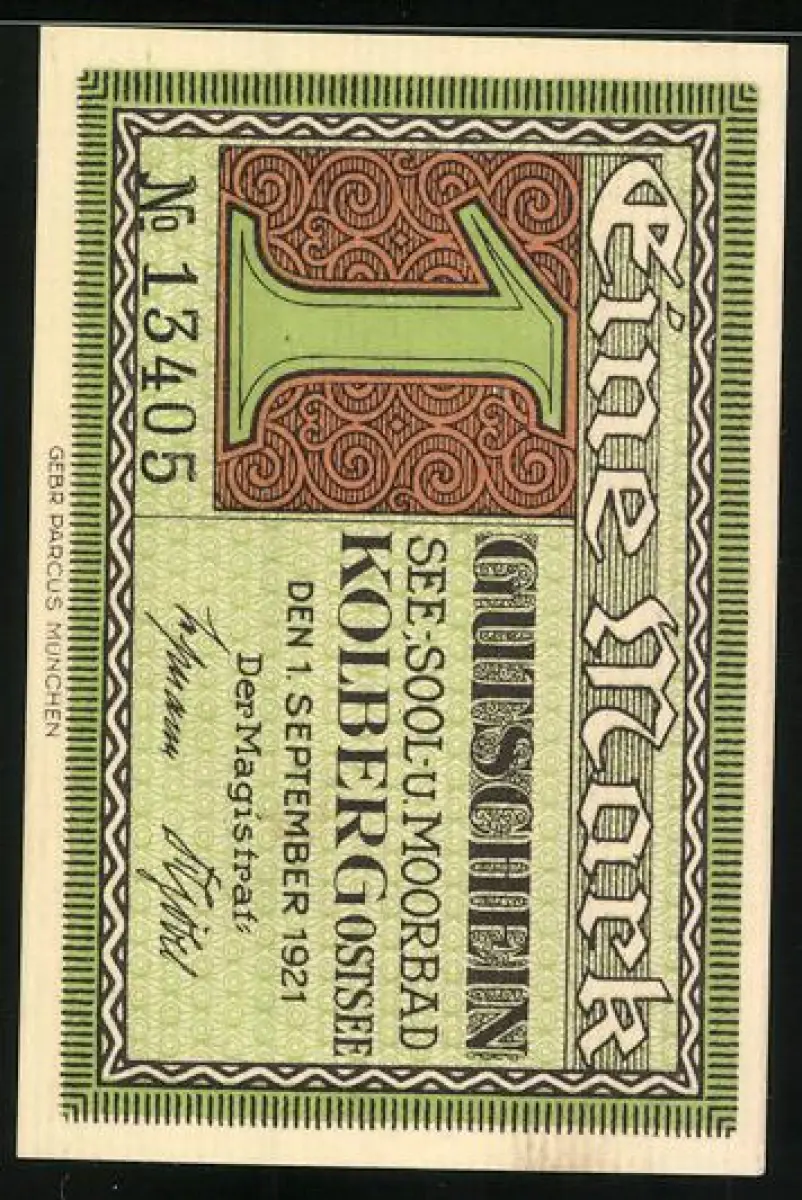 Eine Mark
GUTSCHEIN
SEE-, SOOL- U. MOORBAD
KOLBERG OSTSEE
DEN 1. SEPTEMBER 1921
Der Magistrat:
№ 13405
GEBR PARCUS MÜNCHEN